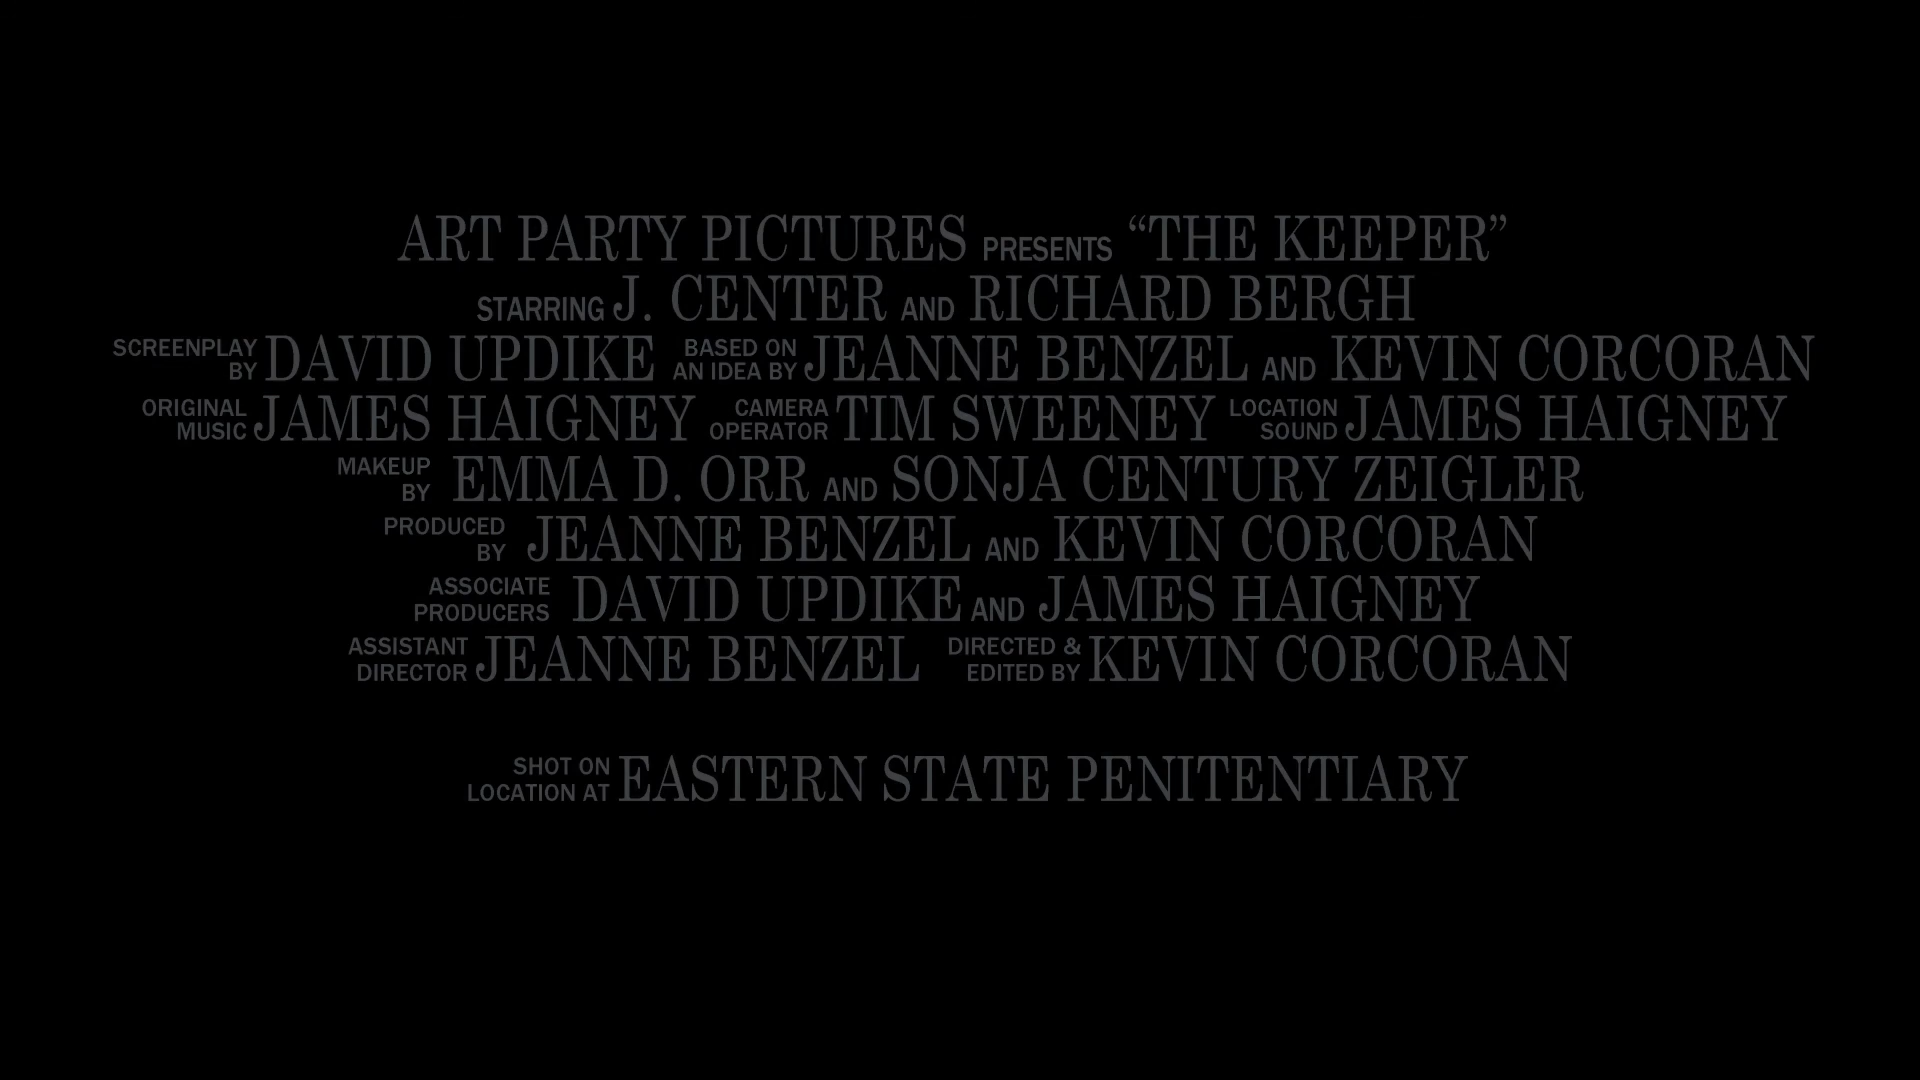 ART PARTY PICTURES PRESENTS “THE KEEPER”
STARRING J. CENTER AND RICHARD BERGH
SCREENPLAY BY DAVID UPDIKE BASED ON AN IDEA BY JEANNE BENZEL AND KEVIN CORCORAN
ORIGINAL MUSIC JAMES HAIGNEY CAMERA OPERATOR TIM SWEENEY LOCATION SOUND JAMES HAIGNEY
MAKEUP BY EMMA D. ORR AND SONJA CENTURY ZEIGLER
PRODUCED BY JEANNE BENZEL AND KEVIN CORCORAN
ASSOCIATE PRODUCERS DAVID UPDIKE AND JAMES HAIGNEY
ASSISTANT DIRECTOR JEANNE BENZEL DIRECTED & EDITED BY KEVIN CORCORAN
SHOT ON LOCATION AT EASTERN STATE PENITENTIARY